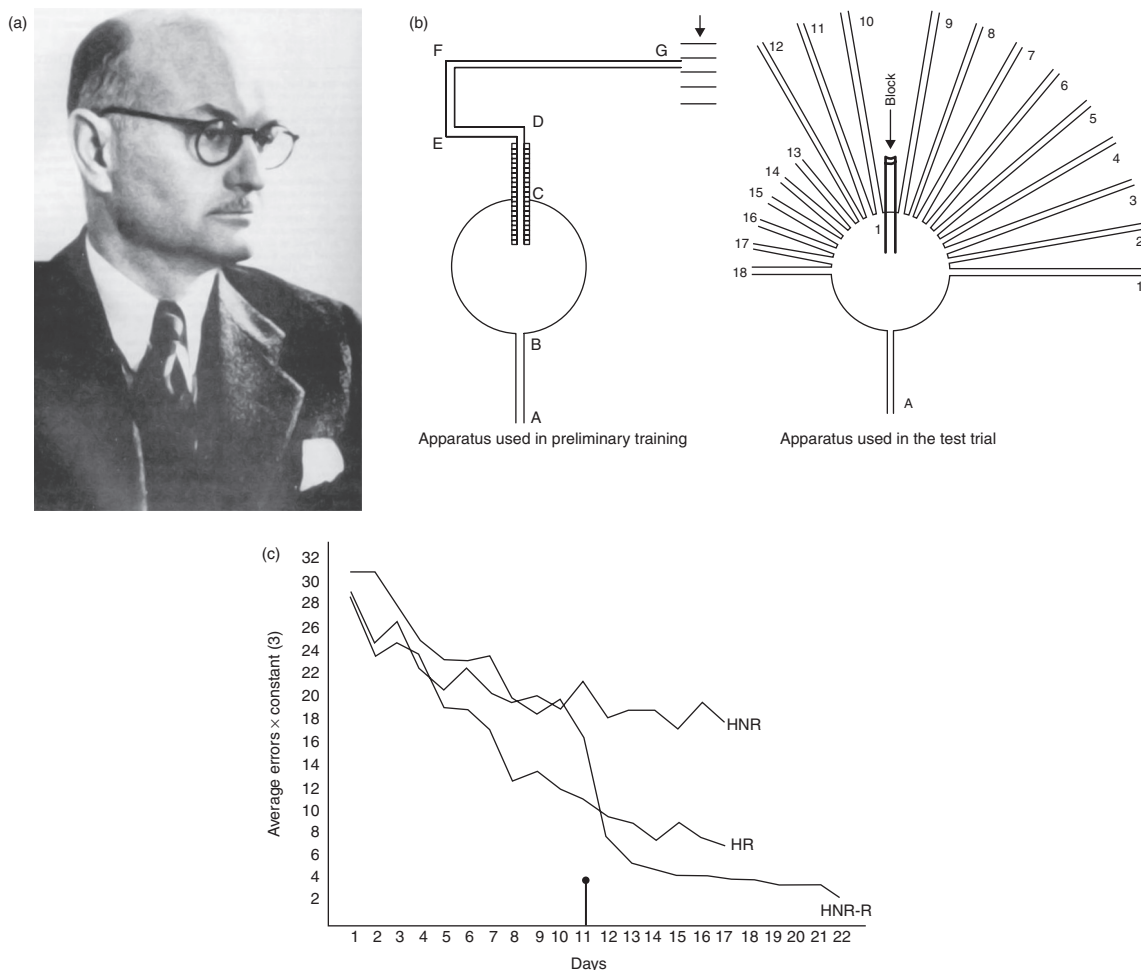 (a)
(b)
F
G
D
E
C
B
A
Apparatus used in preliminary training
12
11
10
9
8
7
6
5
4
3
2
1
Block
13
14
15
16
17
18
1
A
Apparatus used in the test trial
(c)
Average errors × constant (3)
32
30
28
26
24
22
20
18
16
14
12
10
8
6
4
2
HNR
HR
HNR-R
1 2 3 4 5 6 7 8 9 10 11 12 13 14 15 16 17 18 19 20 21 22
Days